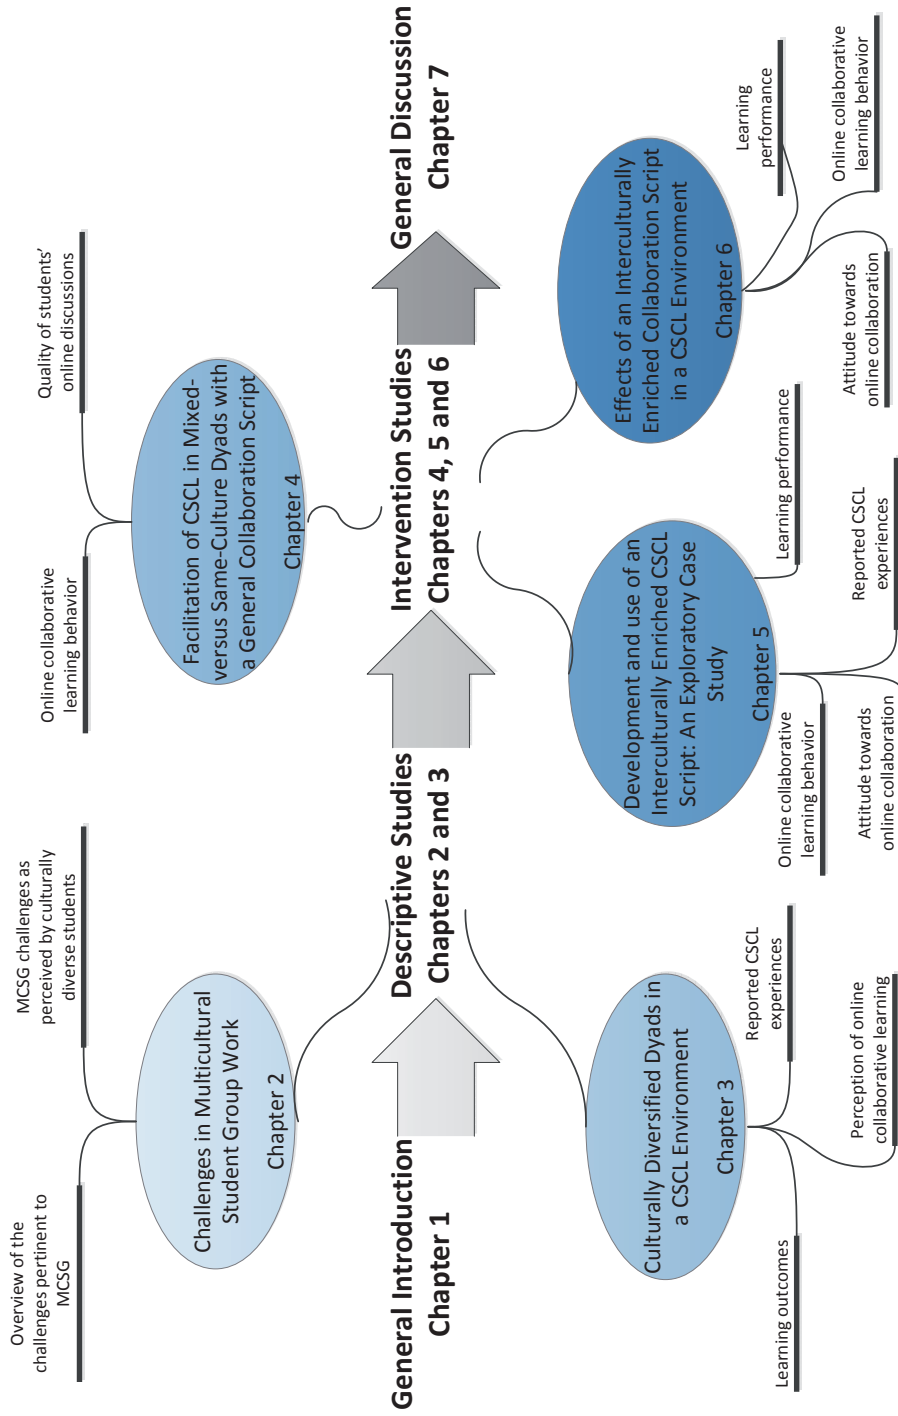 Overview of the
challenges pertinent to
MCSG
MCSG challenges as
perceived by culturally
diverse students
Challenges in Multicultural
Student Group Work
Chapter 2
Online collaborative
learning behavior
Quality of students’
online discussions
Facilitation of CSCL in Mixed-
versus Same-Culture Dyads with
a General Collaboration Script
Chapter 4
General Introduction
Chapter 1
Descriptive Studies
Chapters 2 and 3
Intervention Studies
Chapters 4, 5 and 6
General Discussion
Chapter 7
Culturally Diversified Dyads in
a CSCL Environment
Chapter 3
Learning outcomes
Reported CSCL
experiences
Perception of online
collaborative learning
Development and use of an
Interculturally Enriched CSCL
Script: An Exploratory Case
Study
Chapter 5
Online collaborative
learning behavior
Attitude towards
online collaboration
Reported CSCL
experiences
Learning performance
Effects of an Interculturally
Enriched Collaboration Script
in a CSCL Environment
Chapter 6
Attitude towards
online collaboration
Online collaborative
learning behavior
Learning
performance